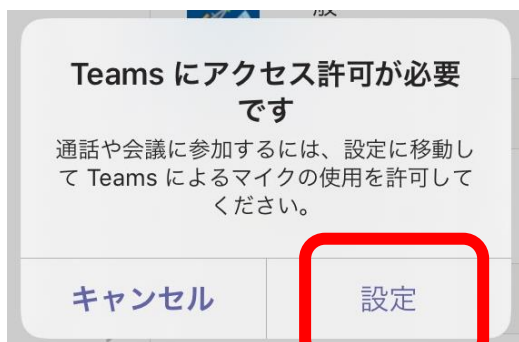 Teams にアクセス許可が必要
です
通話や会議に参加するには、設定に移動し
て Teams によるマイクの使用を許可して
ください。
キャンセル
設定